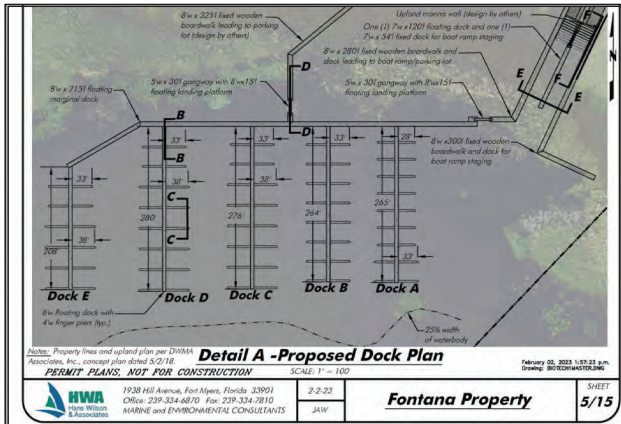 8'w x 325'l fixed wooden
boardwalk leading to parking
lot (design by others)
Upland marina wall (design by others)
One (1) 7'w x120'l floating dock and one (1)
7'w x 54'l fixed dock for
boat ramp staging
8'w x 280'l fixed wooden boardwalk and
dock leading to boat ramp/parking lot
5'w x 30'l gangway with 8'wx15'l
floating landing platform
5'w x 30'l gangway with 8'wx15'l
floating landing platform
8'w x 715'l floating
marginal dock
8'w x300'l fixed wooden
boardwalk and dock for
boat ramp staging
D
D
E
E
F
F
N
B
B
C
C
33'
33'
33'
33'
28'
38'
38'
38'
33'
208'
280'
276'
264'
265'
Dock E
Dock D
Dock C
Dock B
Dock A
6'w floating dock with
4'w finger piers (typ.)
25% width
of waterbody
Notes: Property lines and upland plan per DWMA
Associates, Inc., concept plan dated 5/2/18.
Detail A -Proposed Dock Plan
PERMIT PLANS, NOT FOR CONSTRUCTION
SCALE: 1" = 100'
February 02, 2023 1:57:23 p.m.
Drawing: BIOTECH1MASTER.DWG
HWA
Hans Wilson
& Associates
1938 Hill Avenue, Fort Myers, Florida 33901
Office: 239-334-6870 Fax: 239-334-7810
MARINE and ENVIRONMENTAL CONSULTANTS
2-2-23
JAW
Fontana Property
SHEET
5/15